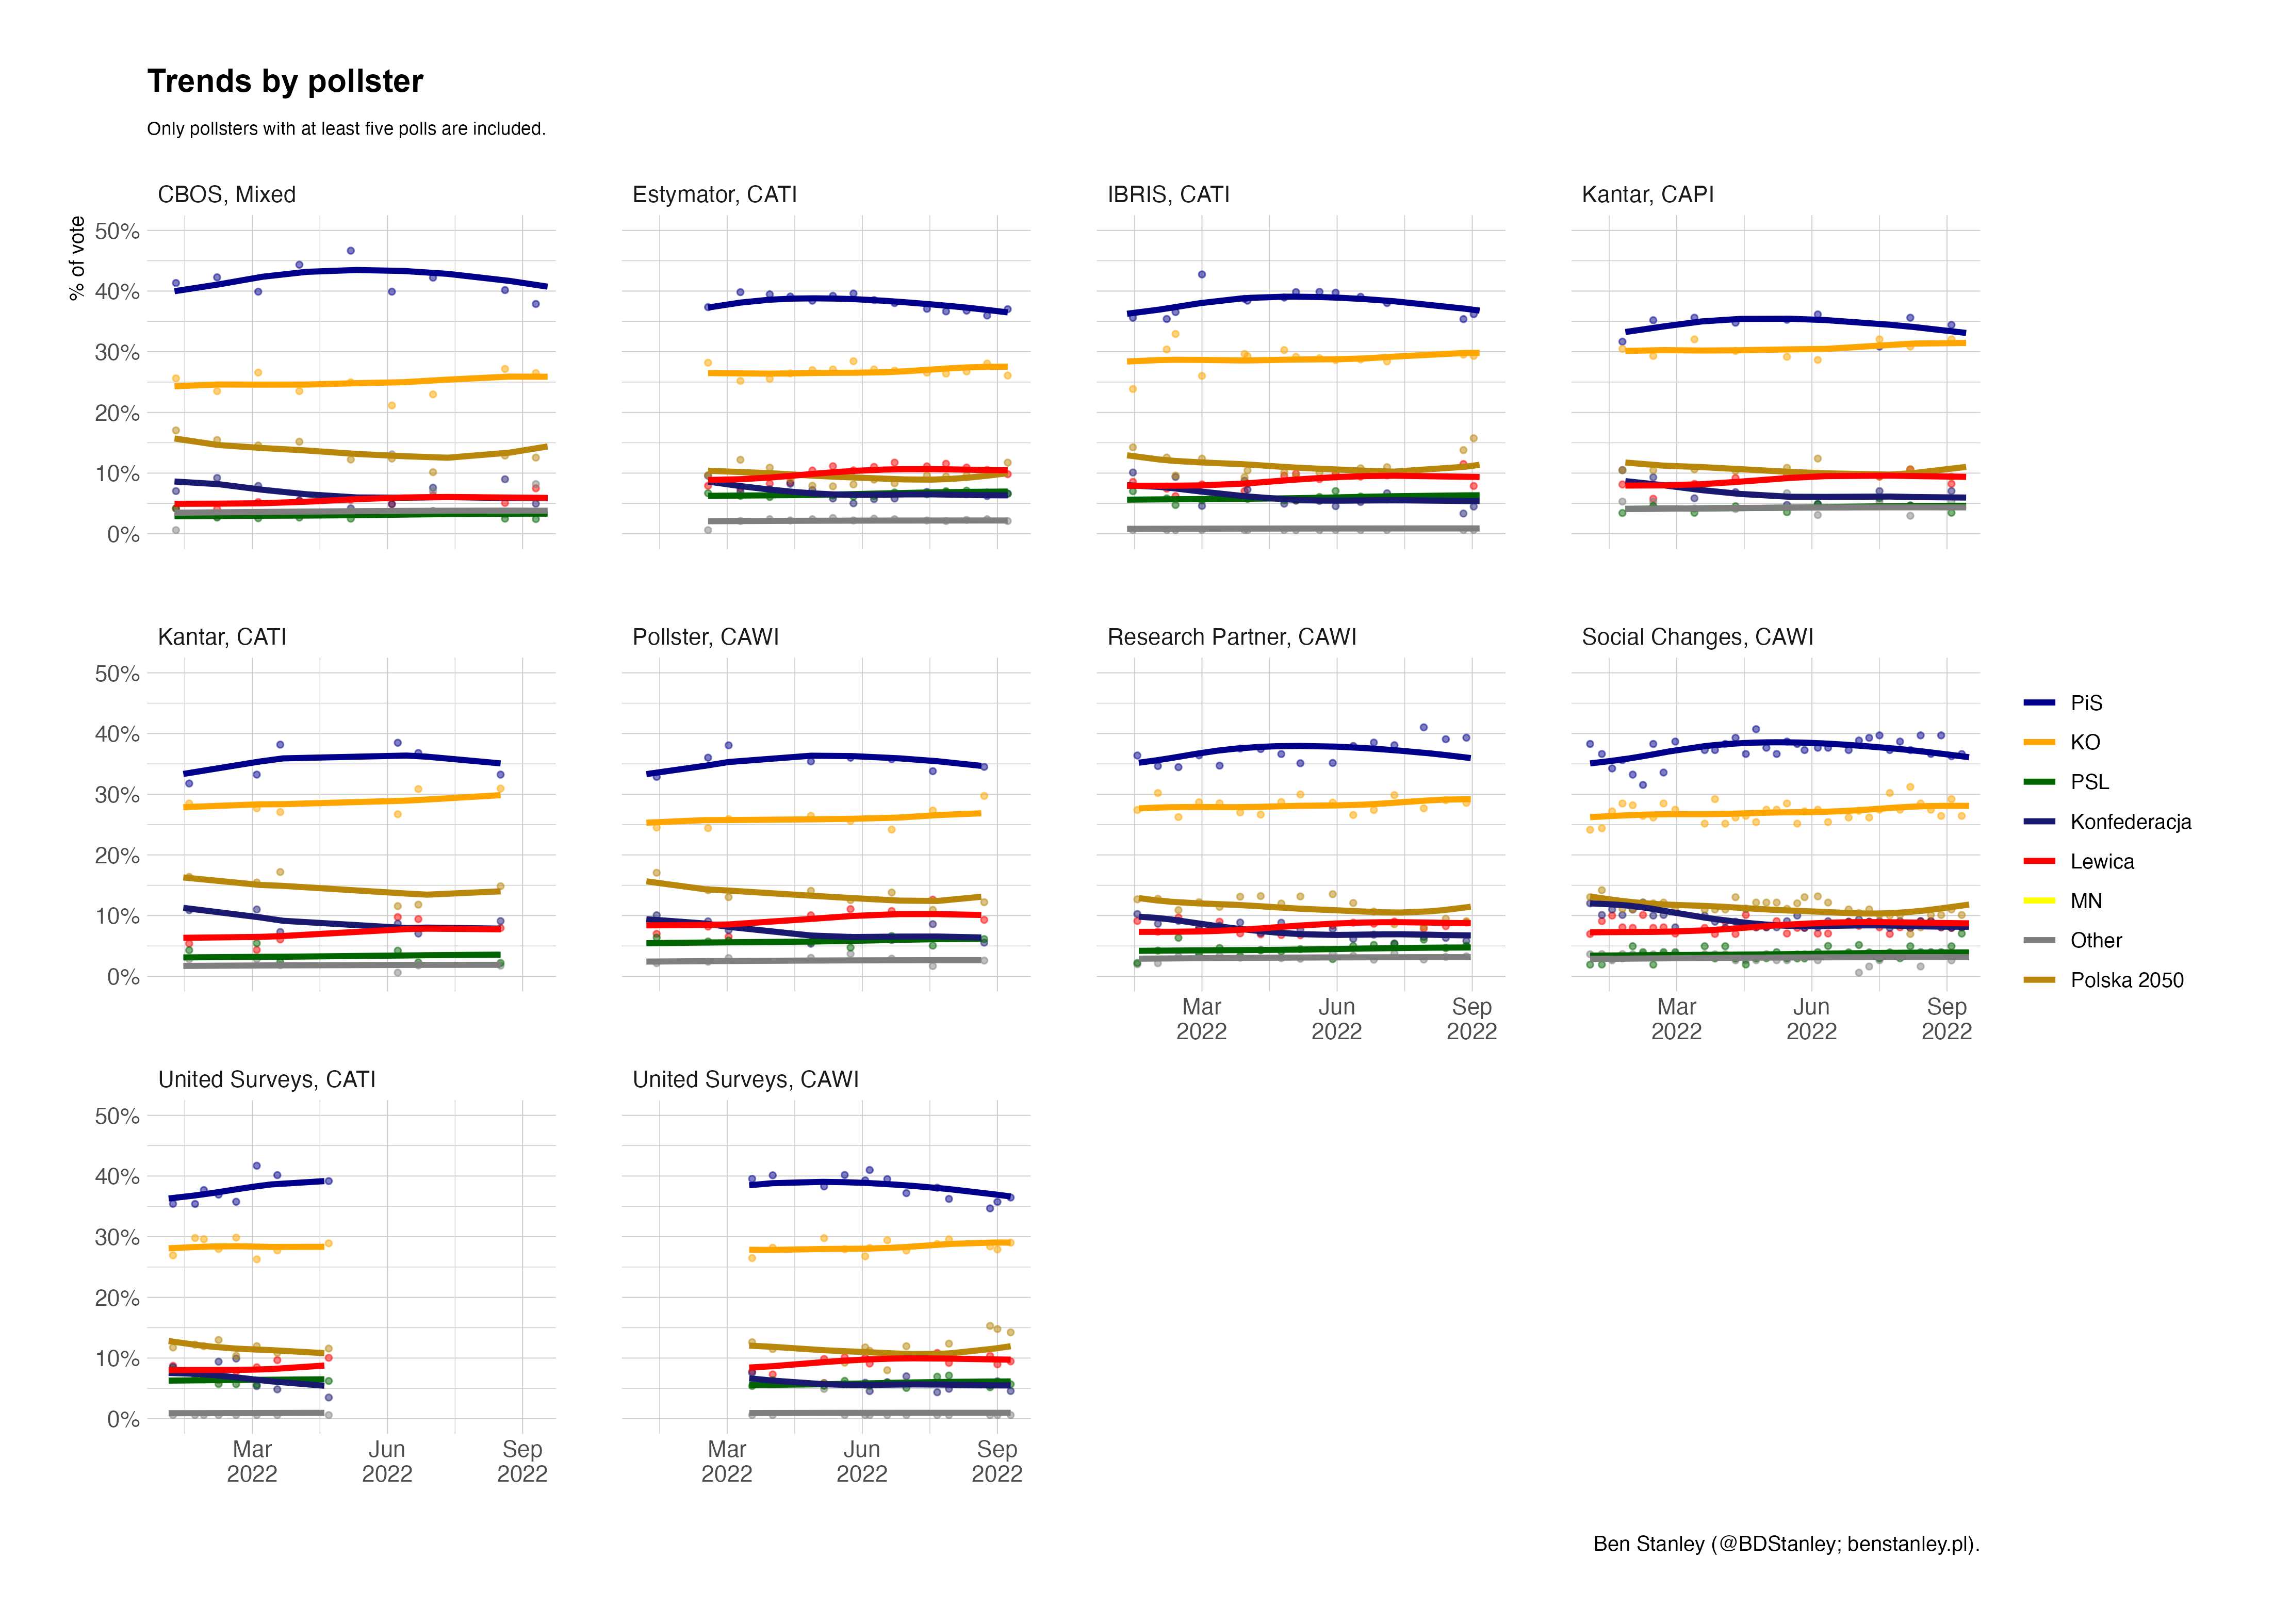 Trends by pollster
Only pollsters with at least five polls are included.
% of vote
CBOS, Mixed
Estymator, CATI
IBRIS, CATI
Kantar, CAPI
50%
40%
30%
20%
10%
0%
Kantar, CATI
Pollster, CAWI
Research Partner, CAWI
Social Changes, CAWI
50%
40%
30%
20%
10%
0%
Mar
2022
Jun
2022
Sep
2022
Mar
2022
Jun
2022
Sep
2022
PiS
KO
PSL
Konfederacja
Lewica
MN
Other
Polska 2050
United Surveys, CATI
United Surveys, CAWI
50%
40%
30%
20%
10%
0%
Mar
2022
Jun
2022
Sep
2022
Mar
2022
Jun
2022
Sep
2022
Ben Stanley (@BDStanley; benstanley.pl).